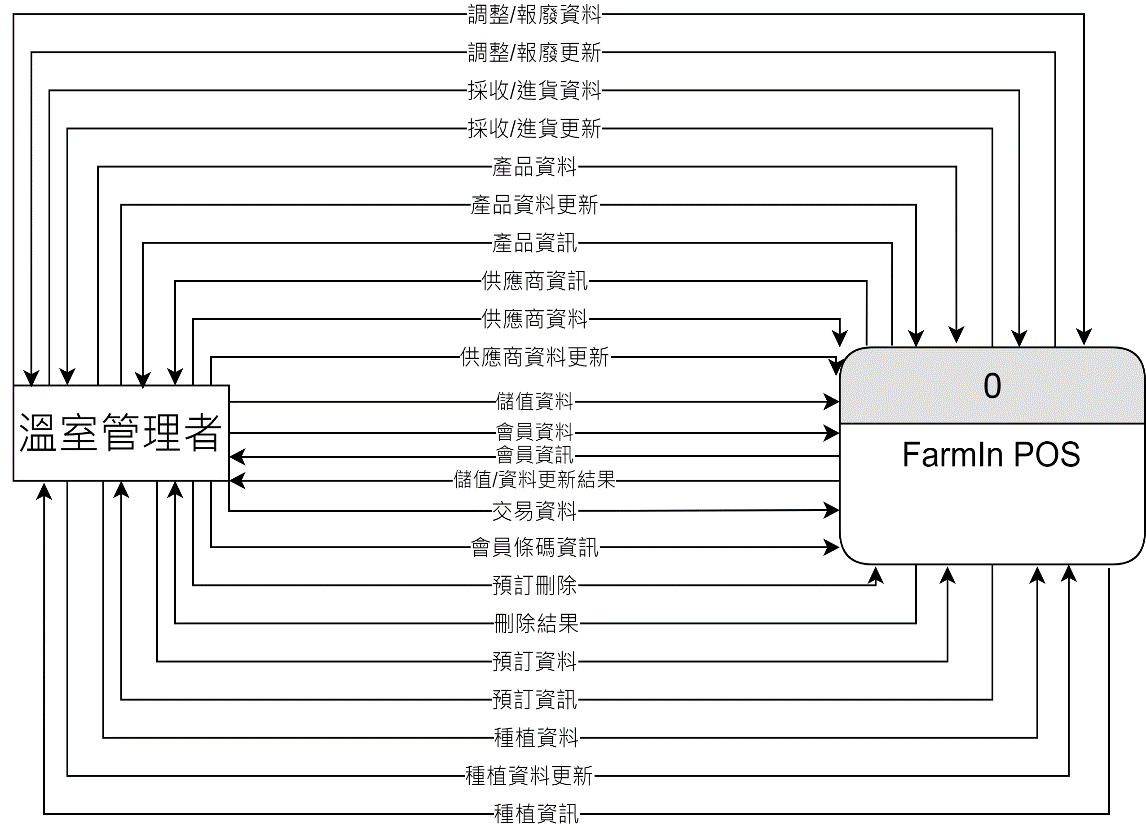 調整/報廢資料
調整/報廢更新
採收/進貨資料
採收/進貨更新
產品資料
產品資料更新
產品資訊
供應商資訊
供應商資料
供應商資料更新
0
儲值資料
溫室管理者
會員資料
會員資訊
FarmIn POS
儲值/資料更新結果
交易資料
會員條碼資訊
預訂刪除
刪除結果
預訂資料
預訂資訊
種植資料
種植資料更新
種植資訊